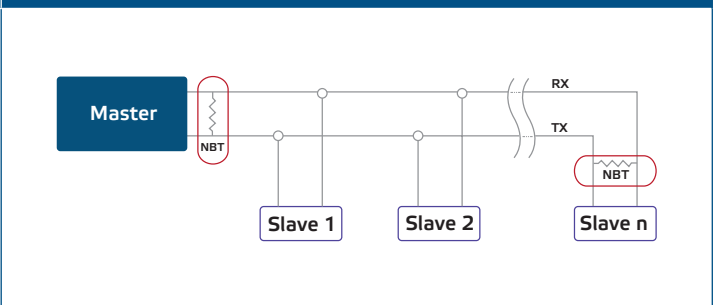 RX
Master
TX
NBT
NBT
Slave 1
Slave 2
Slave n